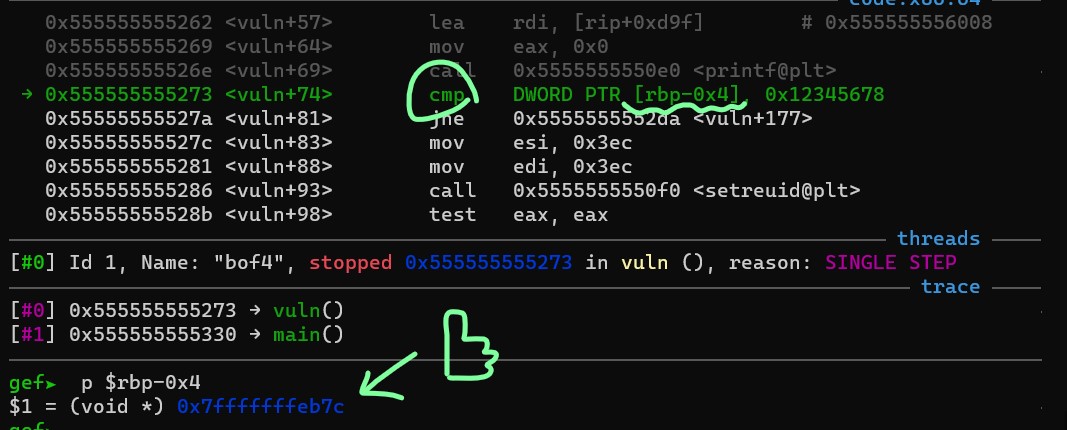 code:x86:64
0x555555555262 <vuln+57> lea rdi, [rip+0xd9f] # 0x555555556008
0x555555555269 <vuln+64> mov eax, 0x0
0x55555555526e <vuln+69> call 0x5555555550e0 <printf@plt>
→ 0x555555555273 <vuln+74> cmp DWORD PTR [rbp-0x4], 0x12345678
0x55555555527a <vuln+81> jne 0x5555555552da <vuln+177>
0x55555555527c <vuln+83> mov esi, 0x3ec
0x555555555281 <vuln+88> mov edi, 0x3ec
0x555555555286 <vuln+93> call 0x5555555550f0 <setreuid@plt>
0x55555555528b <vuln+98> test eax, eax
threads
[#0] Id 1, Name: "bof4", stopped 0x555555555273 in vuln (), reason: SINGLE STEP
trace
[#0] 0x555555555273 → vuln()
[#1] 0x555555555330 → main()
gef➤ p $rbp-0x4
$1 = (void *) 0x7fffffffeb7c
gef➤